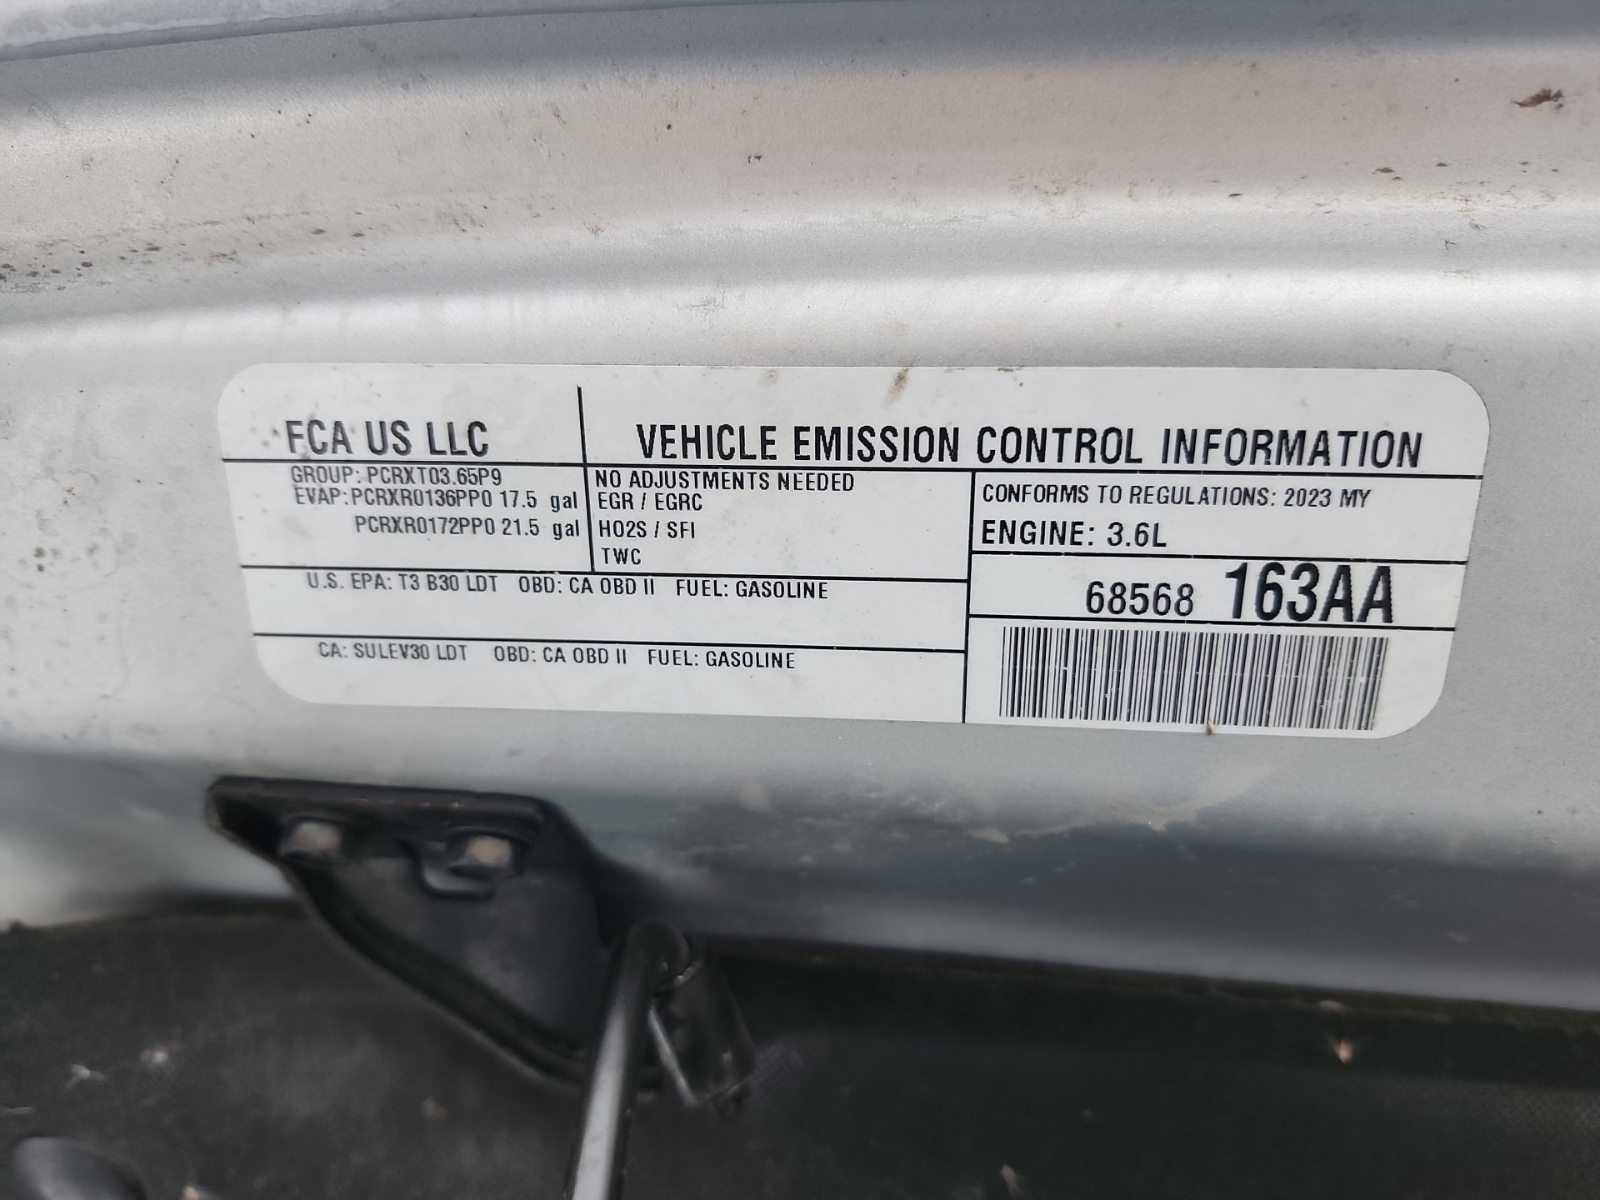 FCA US LLC
VEHICLE EMISSION CONTROL INFORMATION
GROUP: PCRXT03.65P9
EVAP: PCRXR0136PP0 17.5 gal
PCRXR0172PP0 21.5 gal
NO ADJUSTMENTS NEEDED
EGR / EGRC
HO2S / SFI
TWC
CONFORMS TO REGULATIONS: 2023 MY
ENGINE: 3.6L
U.S. EPA: T3 B30 LDT OBD: CA OBD II FUEL: GASOLINE
68568 163AA
CA: SULEV30 LDT OBD: CA OBD II FUEL: GASOLINE